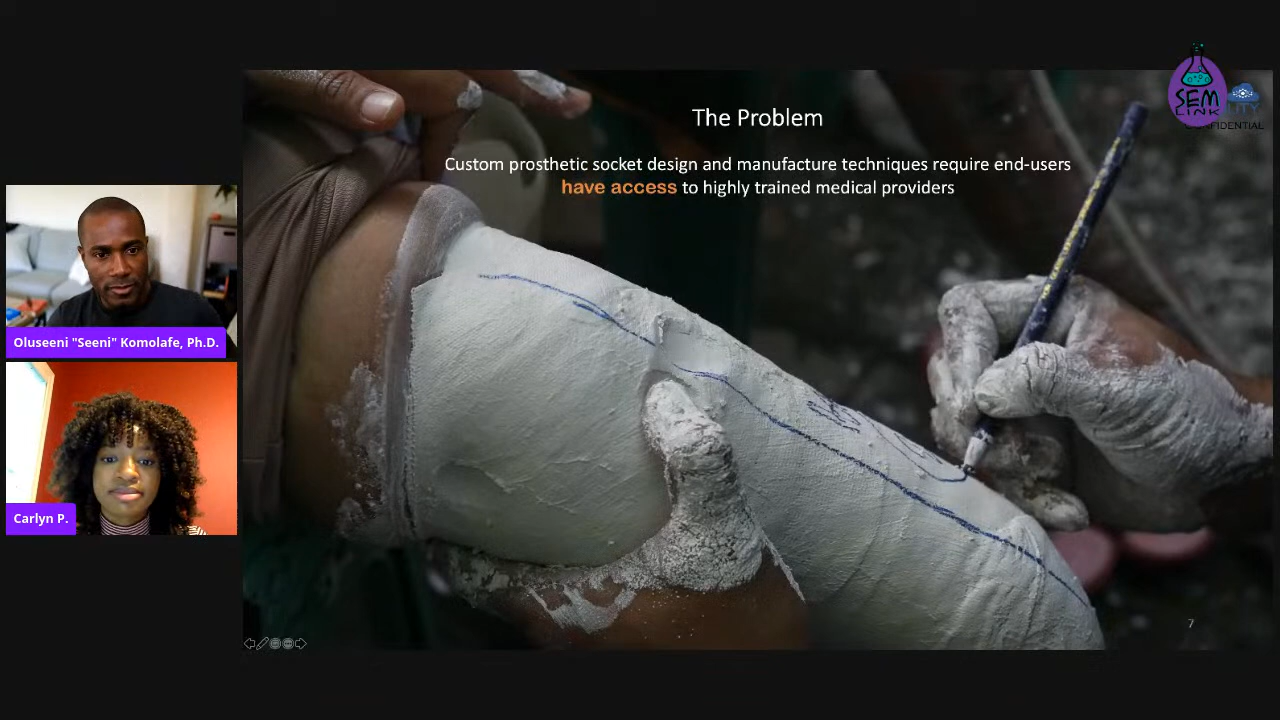 The Problem
Custom prosthetic socket design and manufacture techniques require end-users
have access to highly trained medical providers
SEM
LINK
Oluseeni "Seeni" Komolafe, Ph.D.
Carlyn P.
7